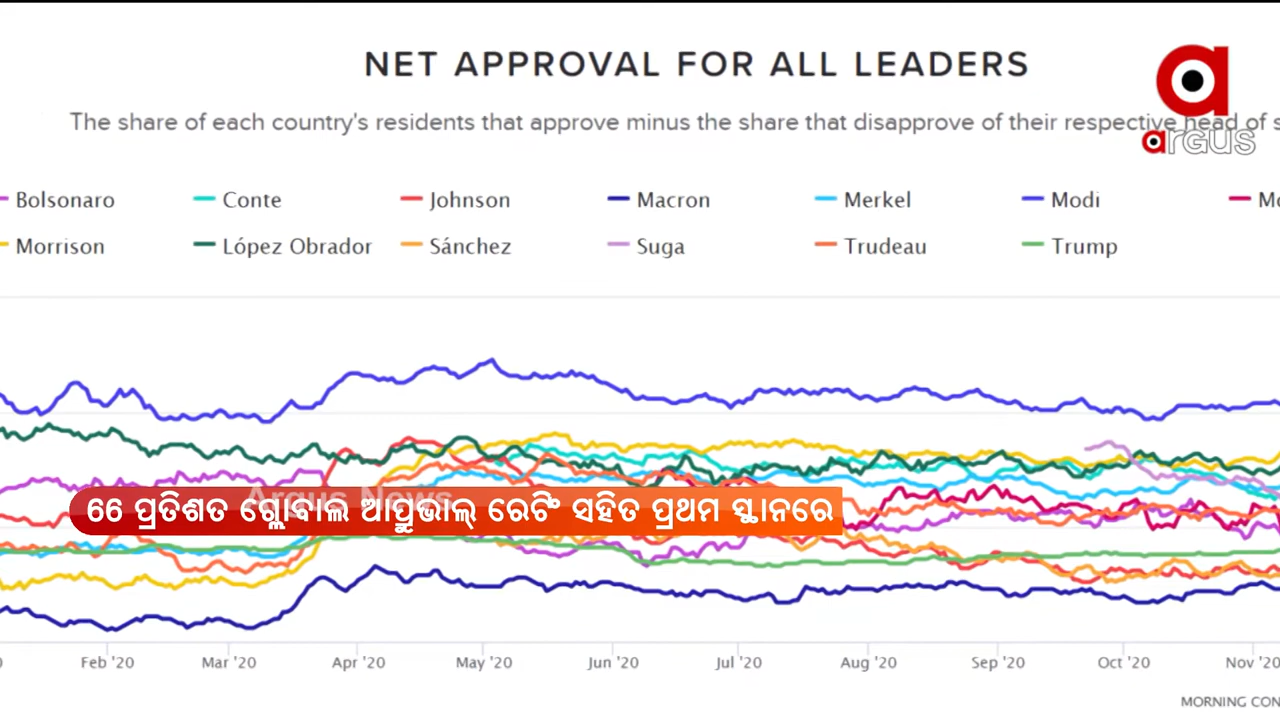 NET APPROVAL FOR ALL LEADERS
The share of each country's residents that approve minus the share that disapprove of their respective head of s
argus
Bolsonaro Conte Johnson Macron Merkel Modi
Morrison López Obrador Sánchez Suga Trudeau Trump
Argus News
66 ପ୍ରତିଶତ ଗ୍ଲୋବାଲ ଆପ୍ରୁଭାଲ୍ ରେଟିଂ ସହିତ ପ୍ରଥମ ସ୍ଥାନରେ
Feb '20 Mar '20 Apr '20 May '20 Jun '20 Jul '20 Aug '20 Sep '20 Oct '20 Nov '20
MORNING CON